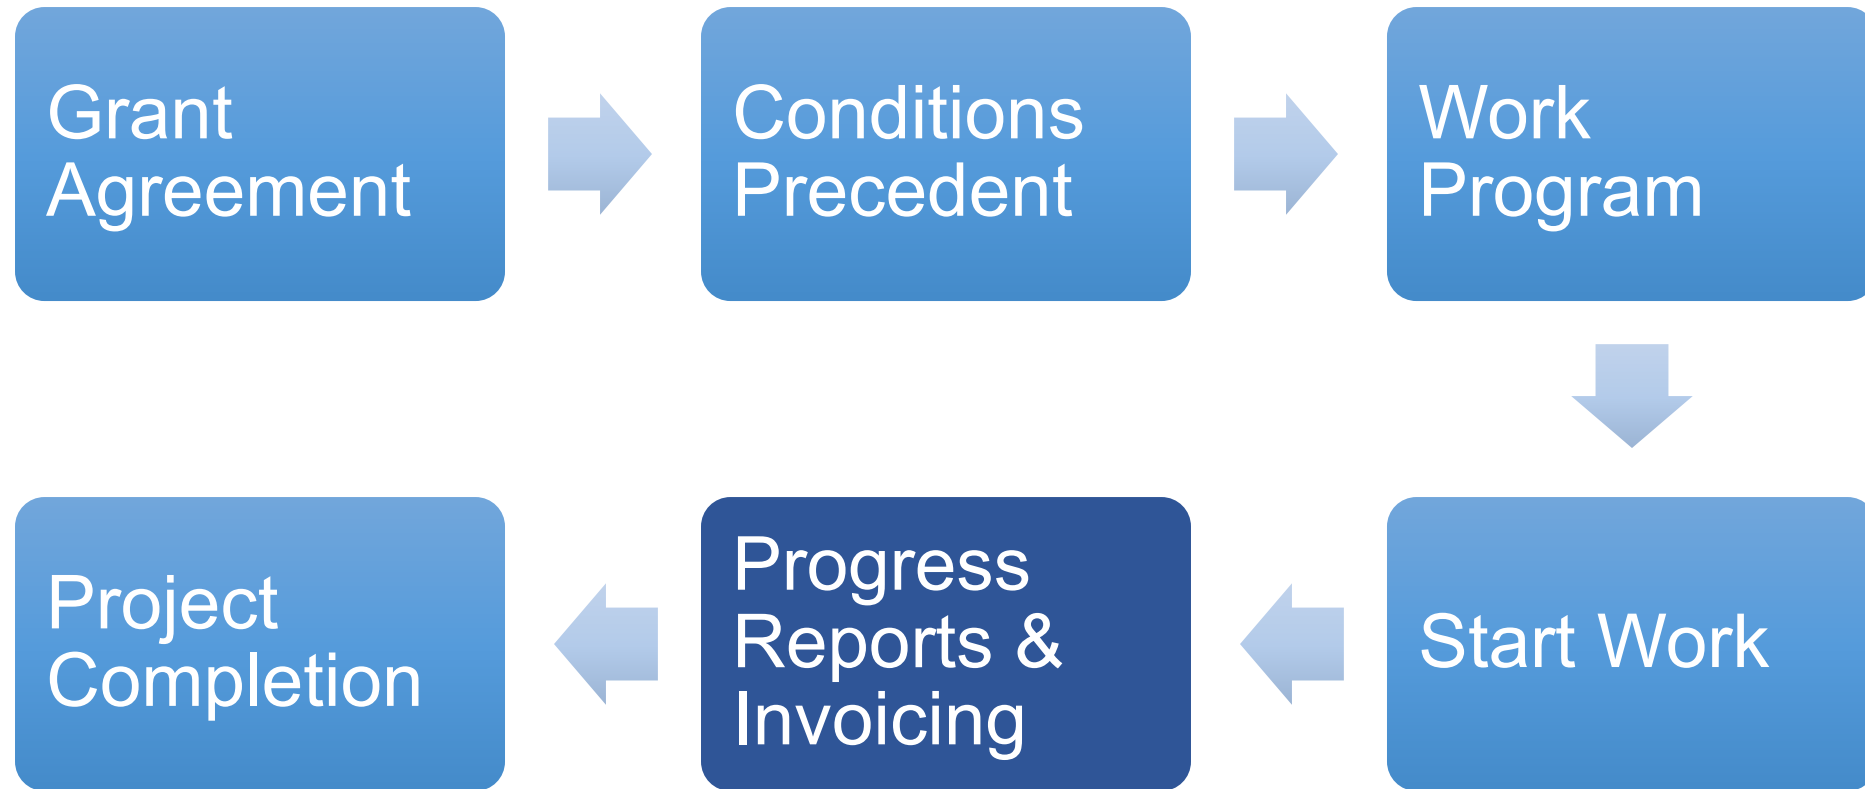 Grant
Agreement
Conditions
Precedent
Work
Program
Start Work
Progress
Reports &
Invoicing
Project
Completion